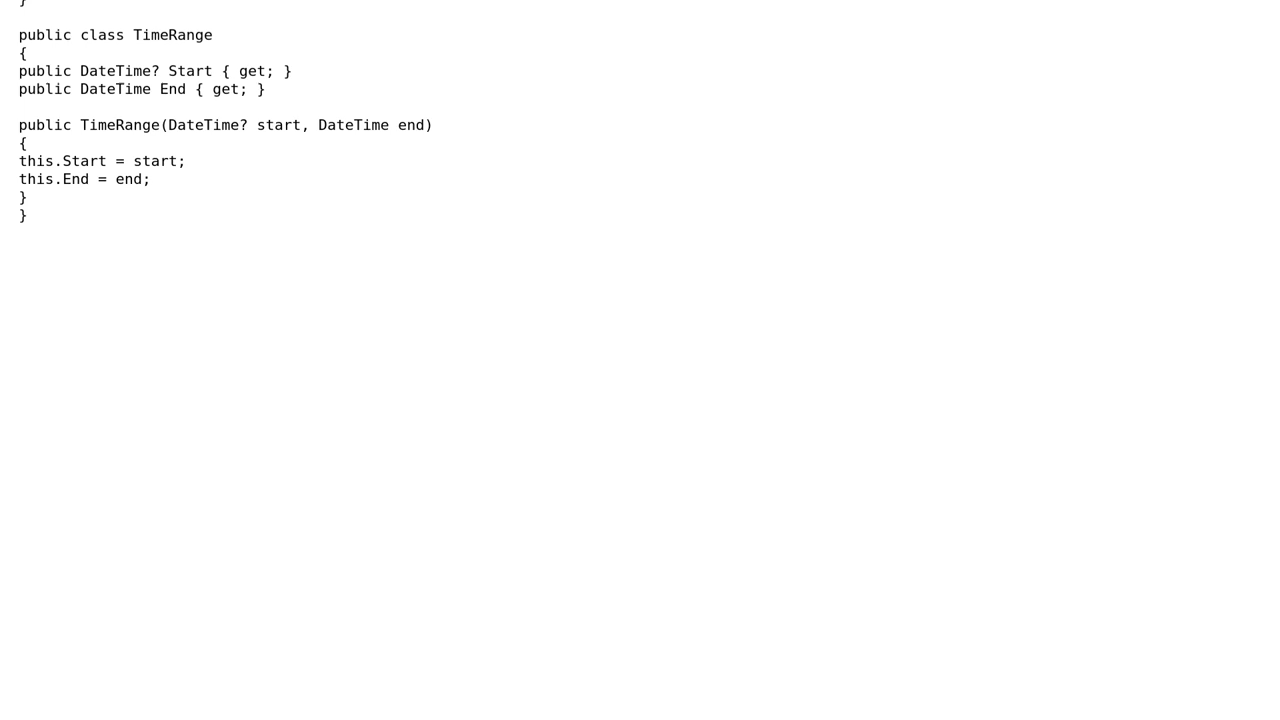 }

public class TimeRange
{
public DateTime? Start { get; }
public DateTime End { get; }

public TimeRange(DateTime? start, DateTime end)
{
this.Start = start;
this.End = end;
}
}